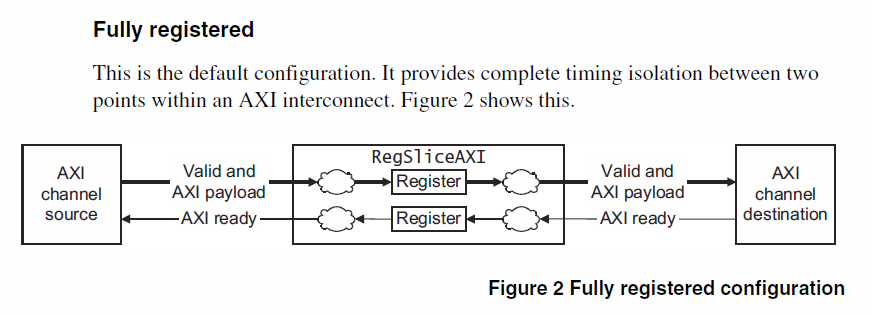 Fully registered
This is the default configuration. It provides complete timing isolation between two
points within an AXI interconnect. Figure 2 shows this.
AXI
channel
source
Valid and
AXI payload
AXI ready
RegSliceAXI
Register
Register
Valid and
AXI payload
AXI ready
AXI
channel
destination
Figure 2 Fully registered configuration